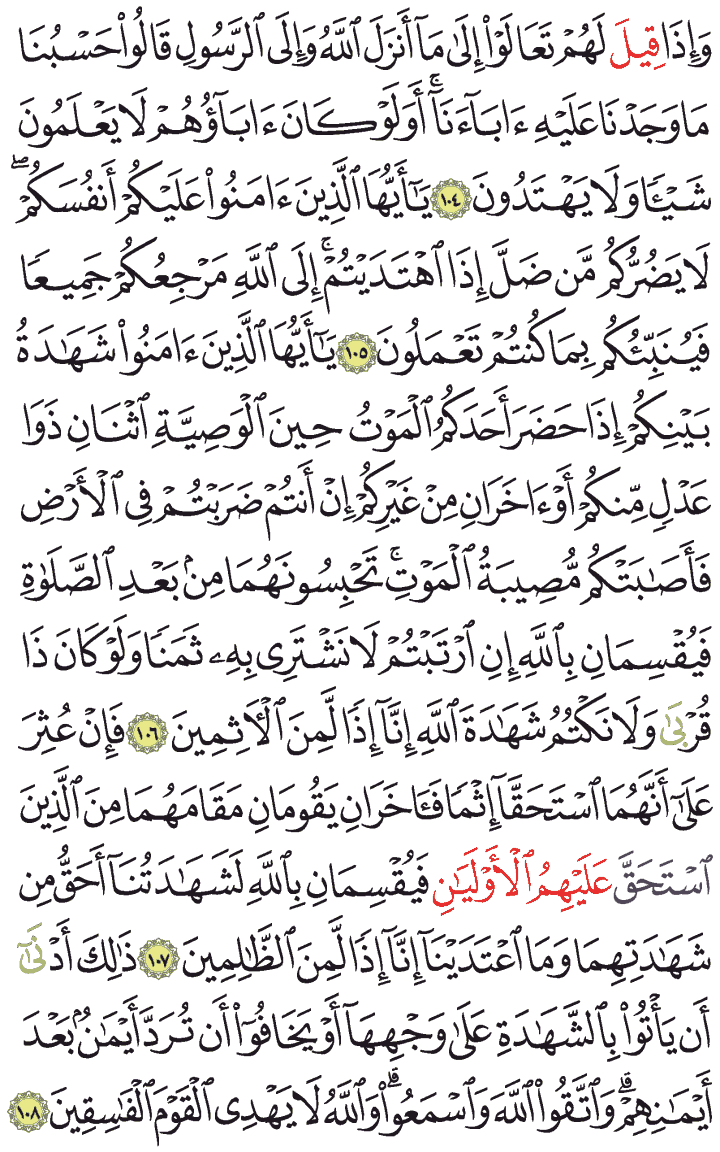 وَإِذَا قِيلَ لَهُمْ تَعَالَوْاْ إِلَىٰ مَآ أَنزَلَ ٱللَّهُ وَإِلَى ٱلرَّسُولِ قَالُواْ حَسْبُنَا
مَا وَجَدْنَا عَلَيْهِ ءَابَآءَنَآۚ أَوَلَوْ كَانَ ءَابَآؤُهُمْ لَا يَعْلَمُونَ
شَيْـًٔا وَلَا يَهْتَدُونَ ١٠٤ يَـٰٓأَيُّهَا ٱلَّذِينَ ءَامَنُواْ عَلَيْكُمْ أَنفُسَكُمْۖ
لَا يَضُرُّكُم مَّن ضَلَّ إِذَا ٱهْتَدَيْتُمْۚ إِلَى ٱللَّهِ مَرْجِعُكُمْ جَمِيعًا
فَيُنَبِّئُكُم بِمَا كُنتُمْ تَعْمَلُونَ ١٠٥ يَـٰٓأَيُّهَا ٱلَّذِينَ ءَامَنُواْ شَهَـٰدَةُ
بَيْنِكُمْ إِذَا حَضَرَ أَحَدَكُمُ ٱلْمَوْتُ حِينَ ٱلْوَصِيَّةِ ٱثْنَانِ ذَوَا
عَدْلٍ مِّنكُمْ أَوْ ءَاخَرَانِ مِنْ غَيْرِكُمْ إِنْ أَنتُمْ ضَرَبْتُمْ فِى ٱلْأَرْضِ
فَأَصَـٰبَتْكُم مُّصِيبَةُ ٱلْمَوْتِۚ تَحْبِسُونَهُمَا مِنۢ بَعْدِ ٱلصَّلَوٰةِ
فَيُقْسِمَانِ بِٱللَّهِ إِنِ ٱرْتَبْتُمْ لَا نَشْتَرِى بِهِۦ ثَمَنًا وَلَوْ كَانَ ذَا
قُرْبَىٰ وَلَا نَكْتُمُ شَهَـٰدَةَ ٱللَّهِ إِنَّآ إِذًا لَّمِنَ ٱلْـَٔاثِمِينَ ١٠٦ فَإِنْ عُثِرَ
عَلَىٰٓ أَنَّهُمَا ٱسْتَحَقَّآ إِثْمًا فَـَٔاخَرَانِ يَقُومَانِ مَقَامَهُمَا مِنَ ٱلَّذِينَ
ٱسْتَحَقَّ عَلَيْهِمُ ٱلْأَوْلَيَـٰنِ فَيُقْسِمَانِ بِٱللَّهِ لَشَهَـٰدَتُنَآ أَحَقُّ مِن
شَهَـٰدَتِهِمَا وَمَا ٱعْتَدَيْنَآ إِنَّآ إِذًا لَّمِنَ ٱلظَّـٰلِمِينَ ١٠٧ ذَٰلِكَ أَدْنَىٰٓ
أَن يَأْتُواْ بِٱلشَّهَـٰدَةِ عَلَىٰ وَجْهِهَآ أَوْ يَخَافُوٓاْ أَن تُرَدَّ أَيْمَـٰنٌۢ بَعْدَ
أَيْمَـٰنِهِمْۗ وَٱتَّقُواْ ٱللَّهَ وَٱسْمَعُواْۗ وَٱللَّهُ لَا يَهْدِى ٱلْقَوْمَ ٱلْفَـٰسِقِينَ ١٠٨